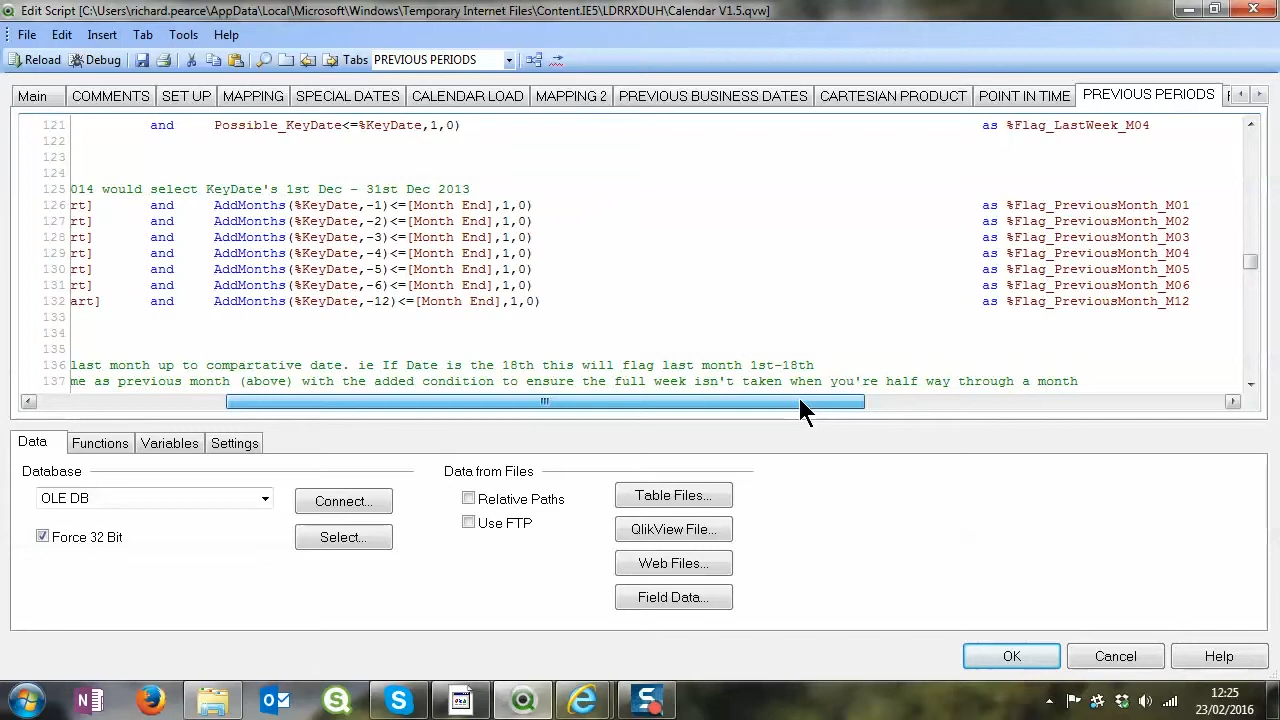 Edit Script [C:\Users\richard.pearce\AppData\Local\Microsoft\Windows\Temporary Internet Files\Content.IE5\LDRRXDUH\Calendar V1.5.qvw]
File Edit Insert Tab Tools Help
Reload Debug Tabs PREVIOUS PERIODS
Main COMMENTS SET UP MAPPING SPECIAL DATES CALENDAR LOAD MAPPING 2 PREVIOUS BUSINESS DATES CARTESIAN PRODUCT POINT IN TIME PREVIOUS PERIODS
121 and Possible_KeyDate<=%KeyDate,1,0) as %Flag_LastWeek_M04
122
123
124
125 014 would select KeyDate's 1st Dec - 31st Dec 2013
126 rt] and AddMonths(%KeyDate,-1)<=[Month End],1,0) as %Flag_PreviousMonth_M01
127 rt] and AddMonths(%KeyDate,-2)<=[Month End],1,0) as %Flag_PreviousMonth_M02
128 rt] and AddMonths(%KeyDate,-3)<=[Month End],1,0) as %Flag_PreviousMonth_M03
129 rt] and AddMonths(%KeyDate,-4)<=[Month End],1,0) as %Flag_PreviousMonth_M04
130 rt] and AddMonths(%KeyDate,-5)<=[Month End],1,0) as %Flag_PreviousMonth_M05
131 rt] and AddMonths(%KeyDate,-6)<=[Month End],1,0) as %Flag_PreviousMonth_M06
132 art] and AddMonths(%KeyDate,-12)<=[Month End],1,0) as %Flag_PreviousMonth_M12
133
134
135
136 last month up to compartative date. ie If Date is the 18th this will flag last month 1st-18th
137 me as previous month (above) with the added condition to ensure the full week isn't taken when you're half way through a month
Data Functions Variables Settings
Database
Data from Files
OLE DB
Connect...
Relative Paths
Table Files...
Use FTP
QlikView File...
Force 32 Bit
Select...
Web Files...
Field Data...
OK Cancel Help
12:25
23/02/2016